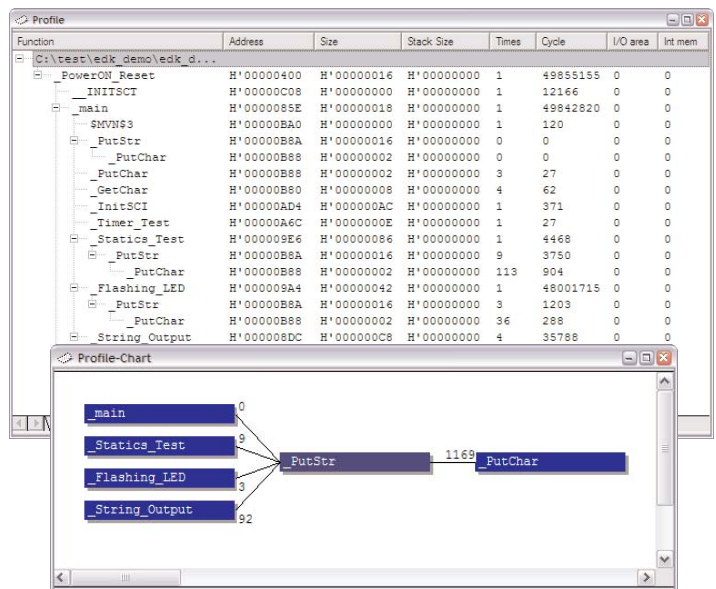 Profile
Function Address Size Stack Size Times Cycle I/O area Int mem
C:\test\edk_demo\edk_d...
_PowerON_Reset H'00000400 H'00000016 H'00000000 1 49855155 0 0
__INITSCT H'00000C08 H'00000000 H'00000000 1 12166 0 0
_main H'0000085E H'00000018 H'00000000 1 49842820 0 0
$MVN$3 H'00000BA0 H'00000000 H'00000000 1 120 0 0
_PutStr H'00000B8A H'00000016 H'00000000 0 0 0 0
_PutChar H'00000B88 H'00000002 H'00000000 0 0 0 0
_PutChar H'00000B88 H'00000002 H'00000000 3 27 0 0
_GetChar H'00000B80 H'00000008 H'00000000 4 62 0 0
_InitSCI H'00000AD4 H'000000AC H'00000000 1 371 0 0
_Timer_Test H'00000A6C H'0000000E H'00000000 1 27 0 0
_Statics_Test H'000009E6 H'00000086 H'00000000 1 4468 0 0
_PutStr H'00000B8A H'00000016 H'00000000 9 3750 0 0
_PutChar H'00000B88 H'00000002 H'00000000 113 904 0 0
_Flashing_LED H'000009A4 H'00000042 H'00000000 1 48001715 0 0
_PutStr H'00000B8A H'00000016 H'00000000 3 1203 0 0
_PutChar H'00000B88 H'00000002 H'00000000 36 288 0 0
_String_Output H'000008DC H'000000C8 H'00000000 4 35788 0 0
Profile-Chart
_main 0
_Statics_Test 9
_PutStr 1169 _PutChar
_Flashing_LED 3
_String_Output 92